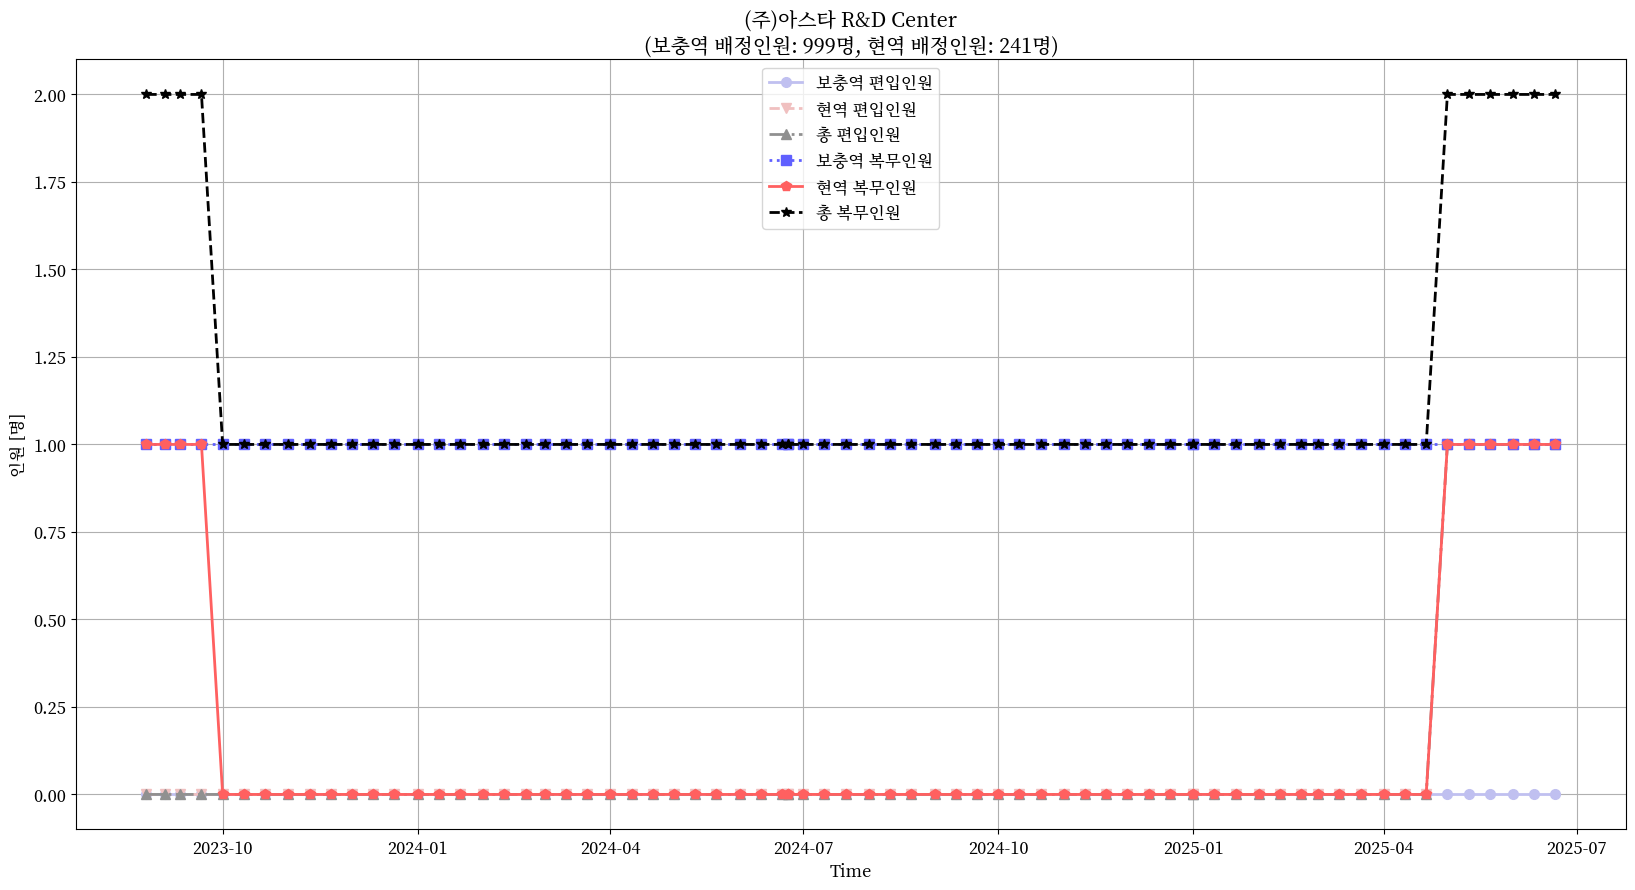 (주)아스타 R&D Center
(보충역 배정인원: 999명, 현역 배정인원: 241명)
보충역 편입인원
현역 편입인원
총 편입인원
보충역 복무인원
현역 복무인원
총 복무인원
인원 [명]
2.00
1.75
1.50
1.25
1.00
0.75
0.50
0.25
0.00
2023-10
2024-01
2024-04
2024-07
2024-10
2025-01
2025-04
2025-07
Time